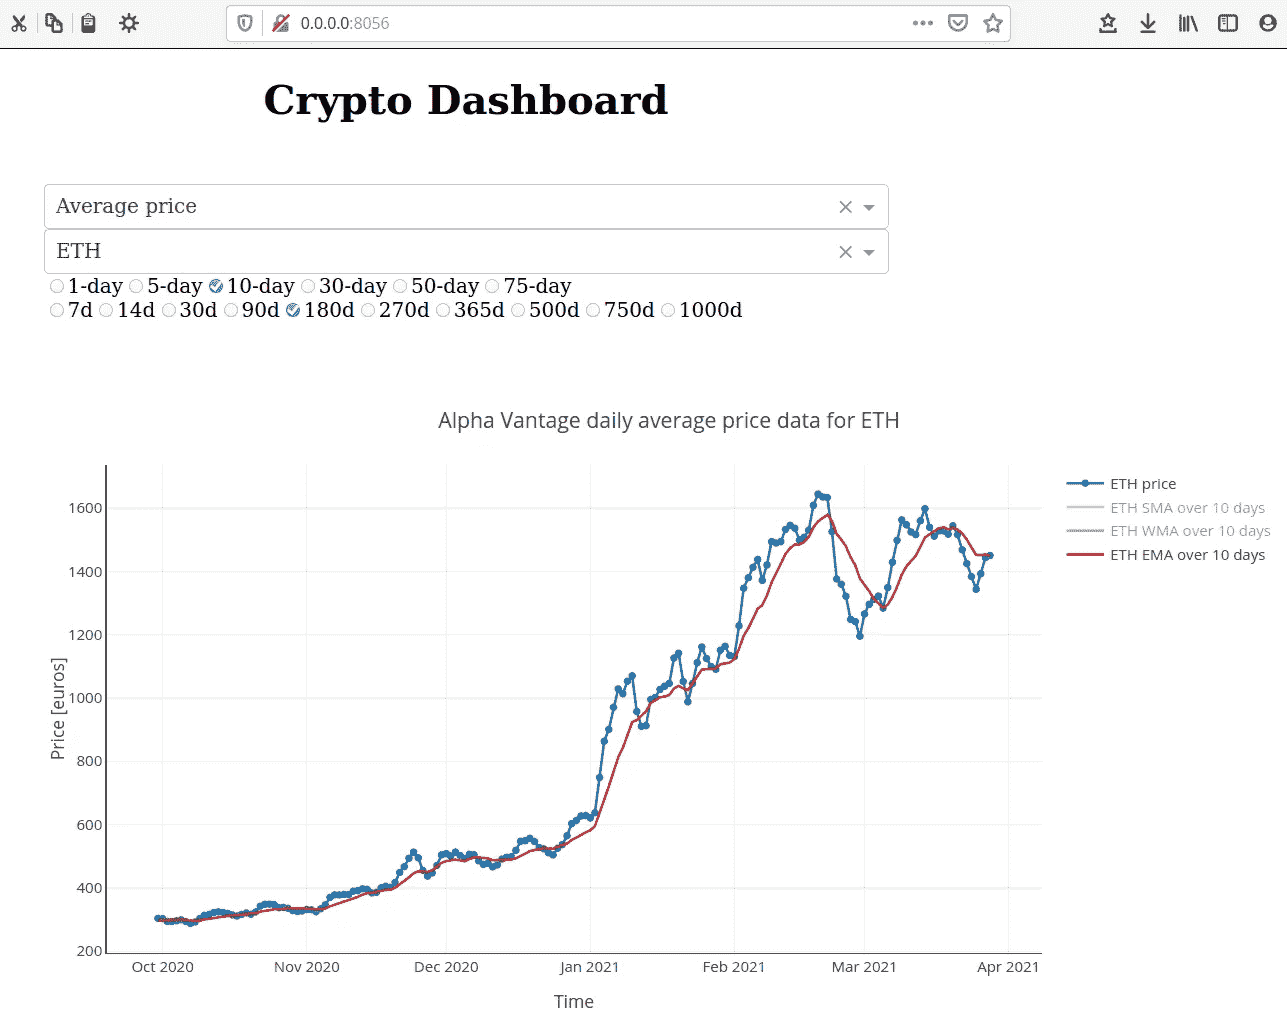 0.0.0.0:8056
Crypto Dashboard
Average price
ETH
1-day 5-day 10-day 30-day 50-day 75-day
7d 14d 30d 90d 180d 270d 365d 500d 750d 1000d
Alpha Vantage daily average price data for ETH
ETH price
ETH SMA over 10 days
ETH WMA over 10 days
ETH EMA over 10 days
Price [euros]
1600
1400
1200
1000
800
600
400
200
Oct 2020 Nov 2020 Dec 2020 Jan 2021 Feb 2021 Mar 2021 Apr 2021
Time